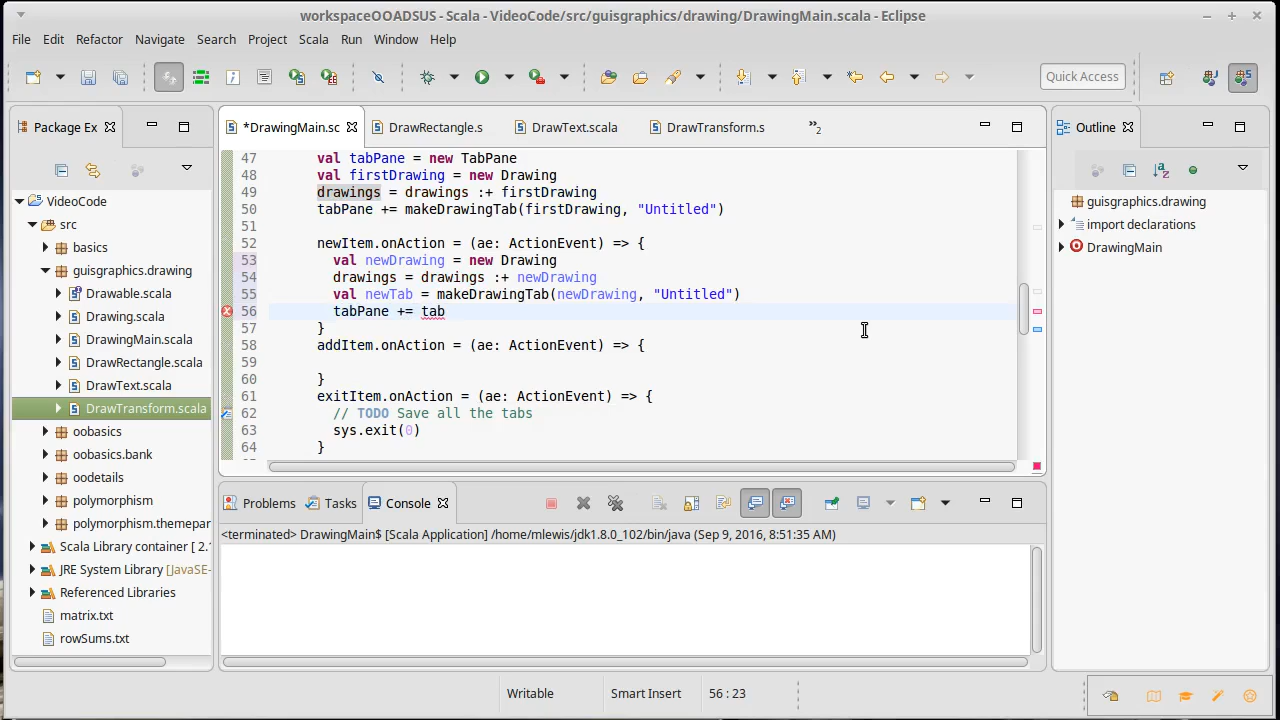 workspaceOOADSUS - Scala - VideoCode/src/guisgraphics/drawing/DrawingMain.scala - Eclipse
File Edit Refactor Navigate Search Project Scala Run Window Help
Quick Access
Package Ex
VideoCode
src
basics
guisgraphics.drawing
Drawable.scala
Drawing.scala
DrawingMain.scala
DrawRectangle.scala
DrawText.scala
DrawTransform.scala
oobasics
oobasics.bank
oodetails
polymorphism
polymorphism.themepar
Scala Library container [ 2.
JRE System Library [JavaSE-
Referenced Libraries
matrix.txt
rowSums.txt
*DrawingMain.sc DrawRectangle.s DrawText.scala DrawTransform.s »2
47 val tabPane = new TabPane
48 val firstDrawing = new Drawing
49 drawings = drawings :+ firstDrawing
50 tabPane += makeDrawingTab(firstDrawing, "Untitled")
51
52 newItem.onAction = (ae: ActionEvent) => {
53 val newDrawing = new Drawing
54 drawings = drawings :+ newDrawing
55 val newTab = makeDrawingTab(newDrawing, "Untitled")
56 tabPane += tab
57 }
58 addItem.onAction = (ae: ActionEvent) => {
59
60 }
61 exitItem.onAction = (ae: ActionEvent) => {
62 // TODO Save all the tabs
63 sys.exit(0)
64 }
Outline
guisgraphics.drawing
import declarations
DrawingMain
Problems Tasks Console
<terminated> DrawingMain$ [Scala Application] /home/mlewis/jdk1.8.0_102/bin/java (Sep 9, 2016, 8:51:35 AM)
Writable Smart Insert 56 : 23